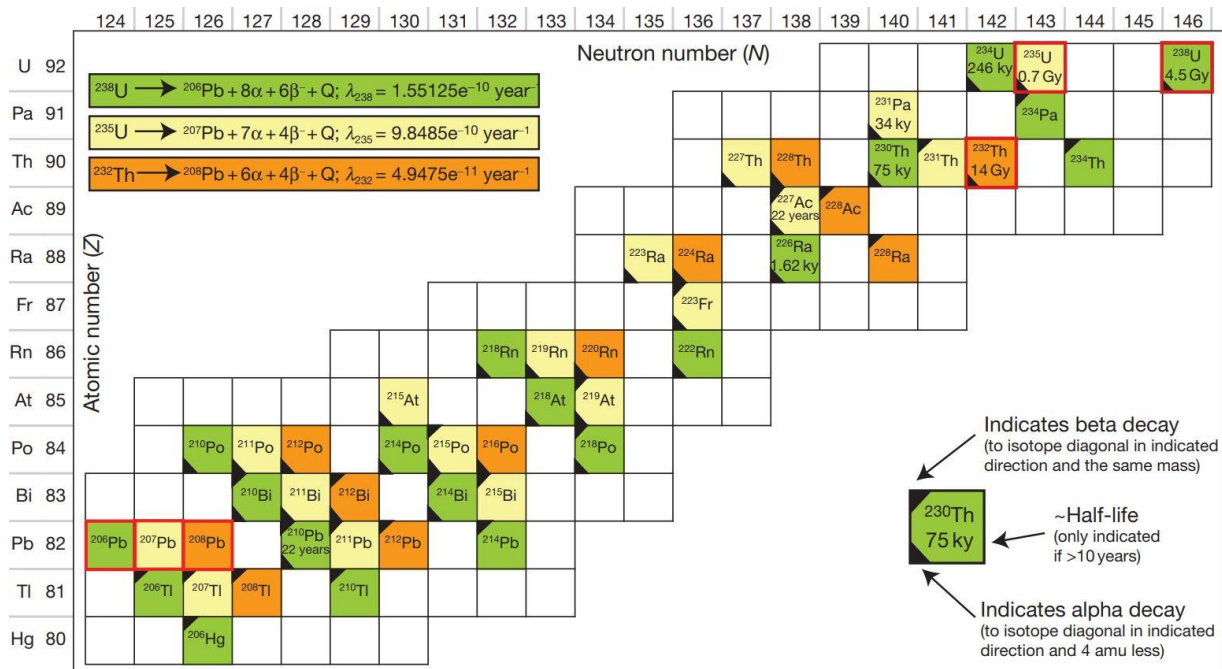 124 125 126 127 128 129 130 131 132 133 134 135 136 137 138 139 140 141 142 143 144 145 146
Neutron number (N)
Atomic number (Z)
²³⁸U ⟶ ²⁰⁶Pb + 8α + 6β⁻ + Q; λ₂₃₈ = 1.55125e⁻¹⁰ year⁻¹
²³⁵U ⟶ ²⁰⁷Pb + 7α + 4β⁻ + Q; λ₂₃₅ = 9.8485e⁻¹⁰ year⁻¹
²³²Th ⟶ ²⁰⁸Pb + 6α + 4β⁻ + Q; λ₂₃₂ = 4.9475e⁻¹¹ year⁻¹
U 92 ²³⁴U ²³⁵U ²³⁸U
246 ky 0.7 Gy 4.5 Gy
Pa 91 ²³¹Pa ²³⁴Pa
34 ky
Th 90 ²²⁷Th ²²⁸Th ²³⁰Th ²³¹Th ²³²Th ²³⁴Th
75 ky 14 Gy
Ac 89 ²²⁷Ac ²²⁸Ac
22 years
Ra 88 ²²³Ra ²²⁴Ra ²²⁶Ra ²²⁸Ra
1.62 ky
Fr 87 ²²³Fr
Rn 86 ²¹⁸Rn ²¹⁹Rn ²²⁰Rn ²²²Rn
At 85 ²¹⁵At ²¹⁸At ²¹⁹At
Po 84 ²¹⁰Po ²¹¹Po ²¹²Po ²¹⁴Po ²¹⁵Po ²¹⁶Po ²¹⁸Po
Bi 83 ²¹⁰Bi ²¹¹Bi ²¹²Bi ²¹⁴Bi ²¹⁵Bi
Pb 82 ²⁰⁶Pb ²⁰⁷Pb ²⁰⁸Pb ²¹⁰Pb ²¹¹Pb ²¹²Pb ²¹⁴Pb
22 years
Tl 81 ²⁰⁶Tl ²⁰⁷Tl ²⁰⁸Tl ²¹⁰Tl
Hg 80 ²⁰⁶Hg
Indicates beta decay
(to isotope diagonal in indicated
direction and the same mass)
²³⁰Th
75 ky
~Half-life
(only indicated
if >10 years)
Indicates alpha decay
(to isotope diagonal in indicated
direction and 4 amu less)